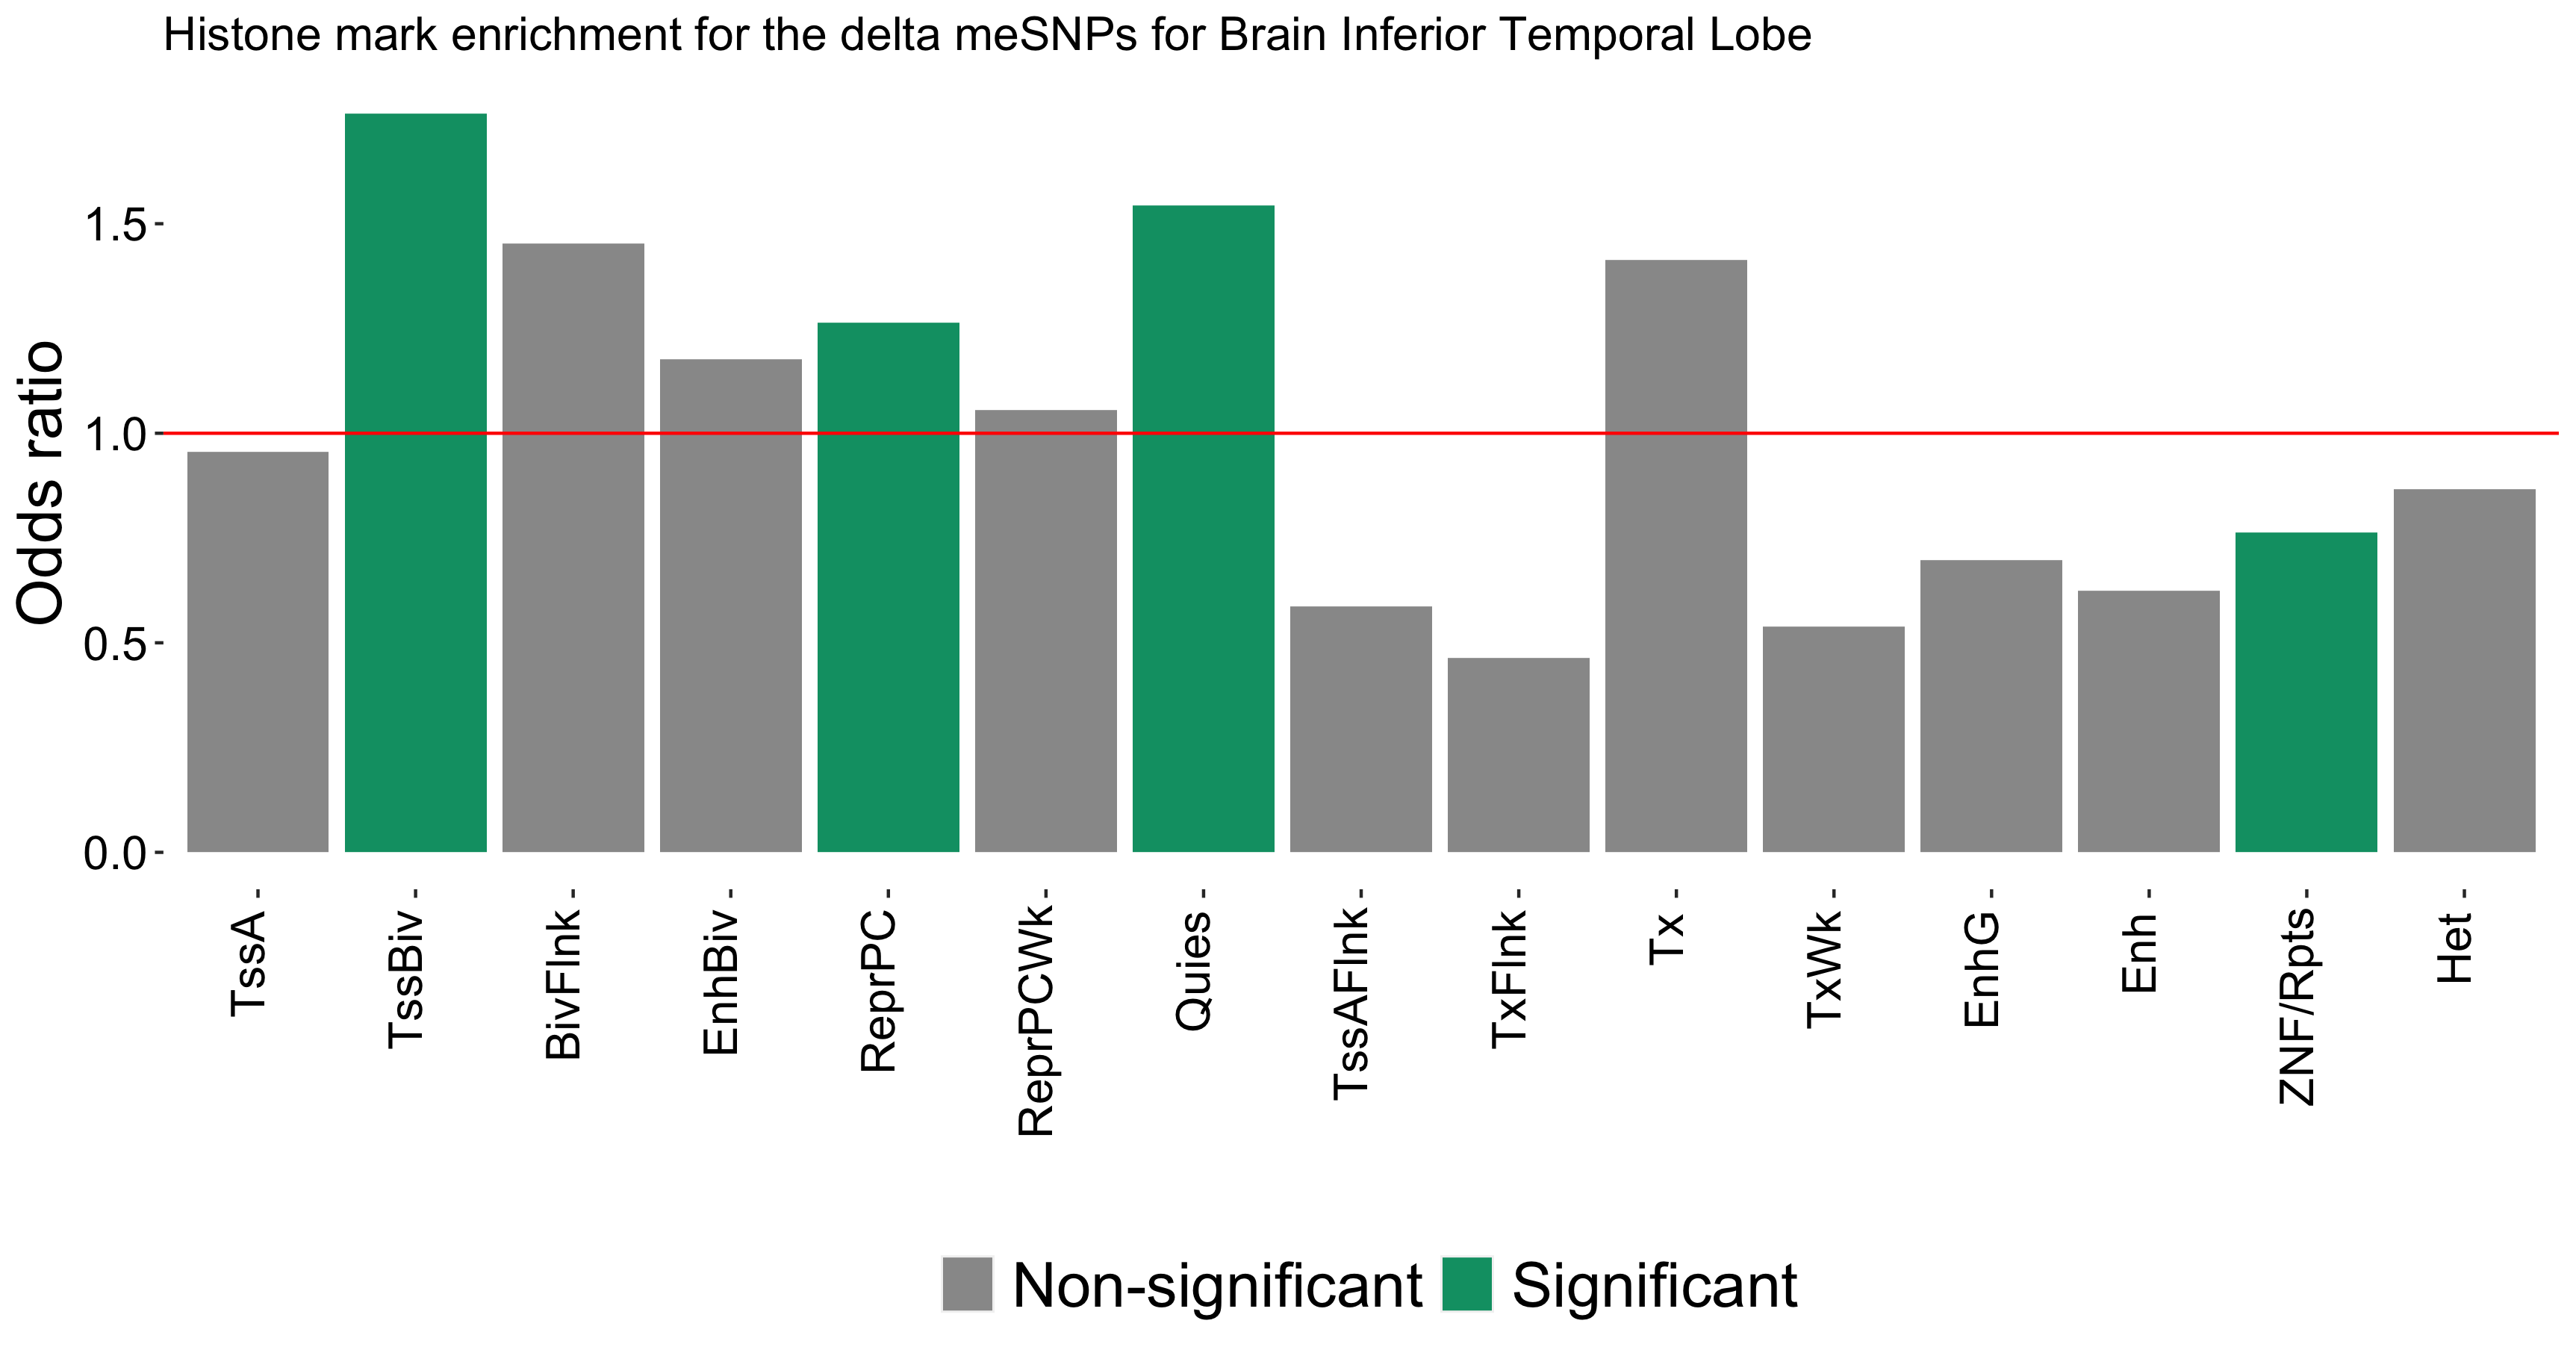 Histone mark enrichment for the delta meSNPs for Brain Inferior Temporal Lobe
Odds ratio
1.5
1.0
0.5
0.0
TssA
TssBiv
BivFlnk
EnhBiv
ReprPC
ReprPCWk
Quies
TssAFlnk
TxFlnk
Tx
TxWk
EnhG
Enh
ZNF/Rpts
Het
Non-significant
Significant